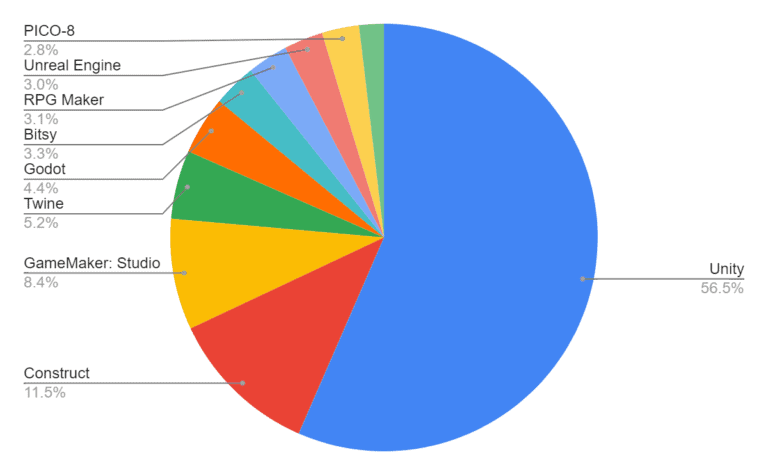 PICO-8
2.8%
Unreal Engine
3.0%
RPG Maker
3.1%
Bitsy
3.3%
Godot
4.4%
Twine
5.2%
GameMaker: Studio
8.4%
Construct
11.5%
Unity
56.5%